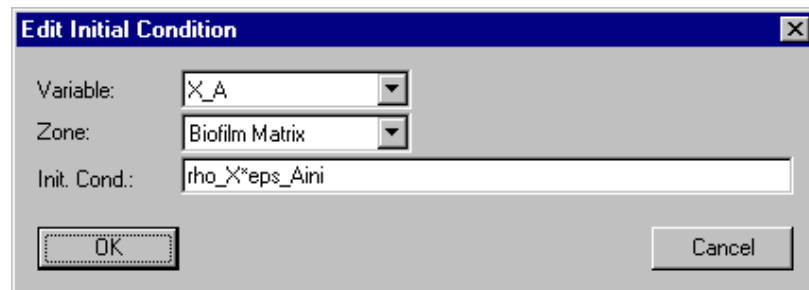 Edit Initial Condition
Variable: X_A
Zone: Biofilm Matrix
Init. Cond.: rho_X*eps_Aini
OK Cancel